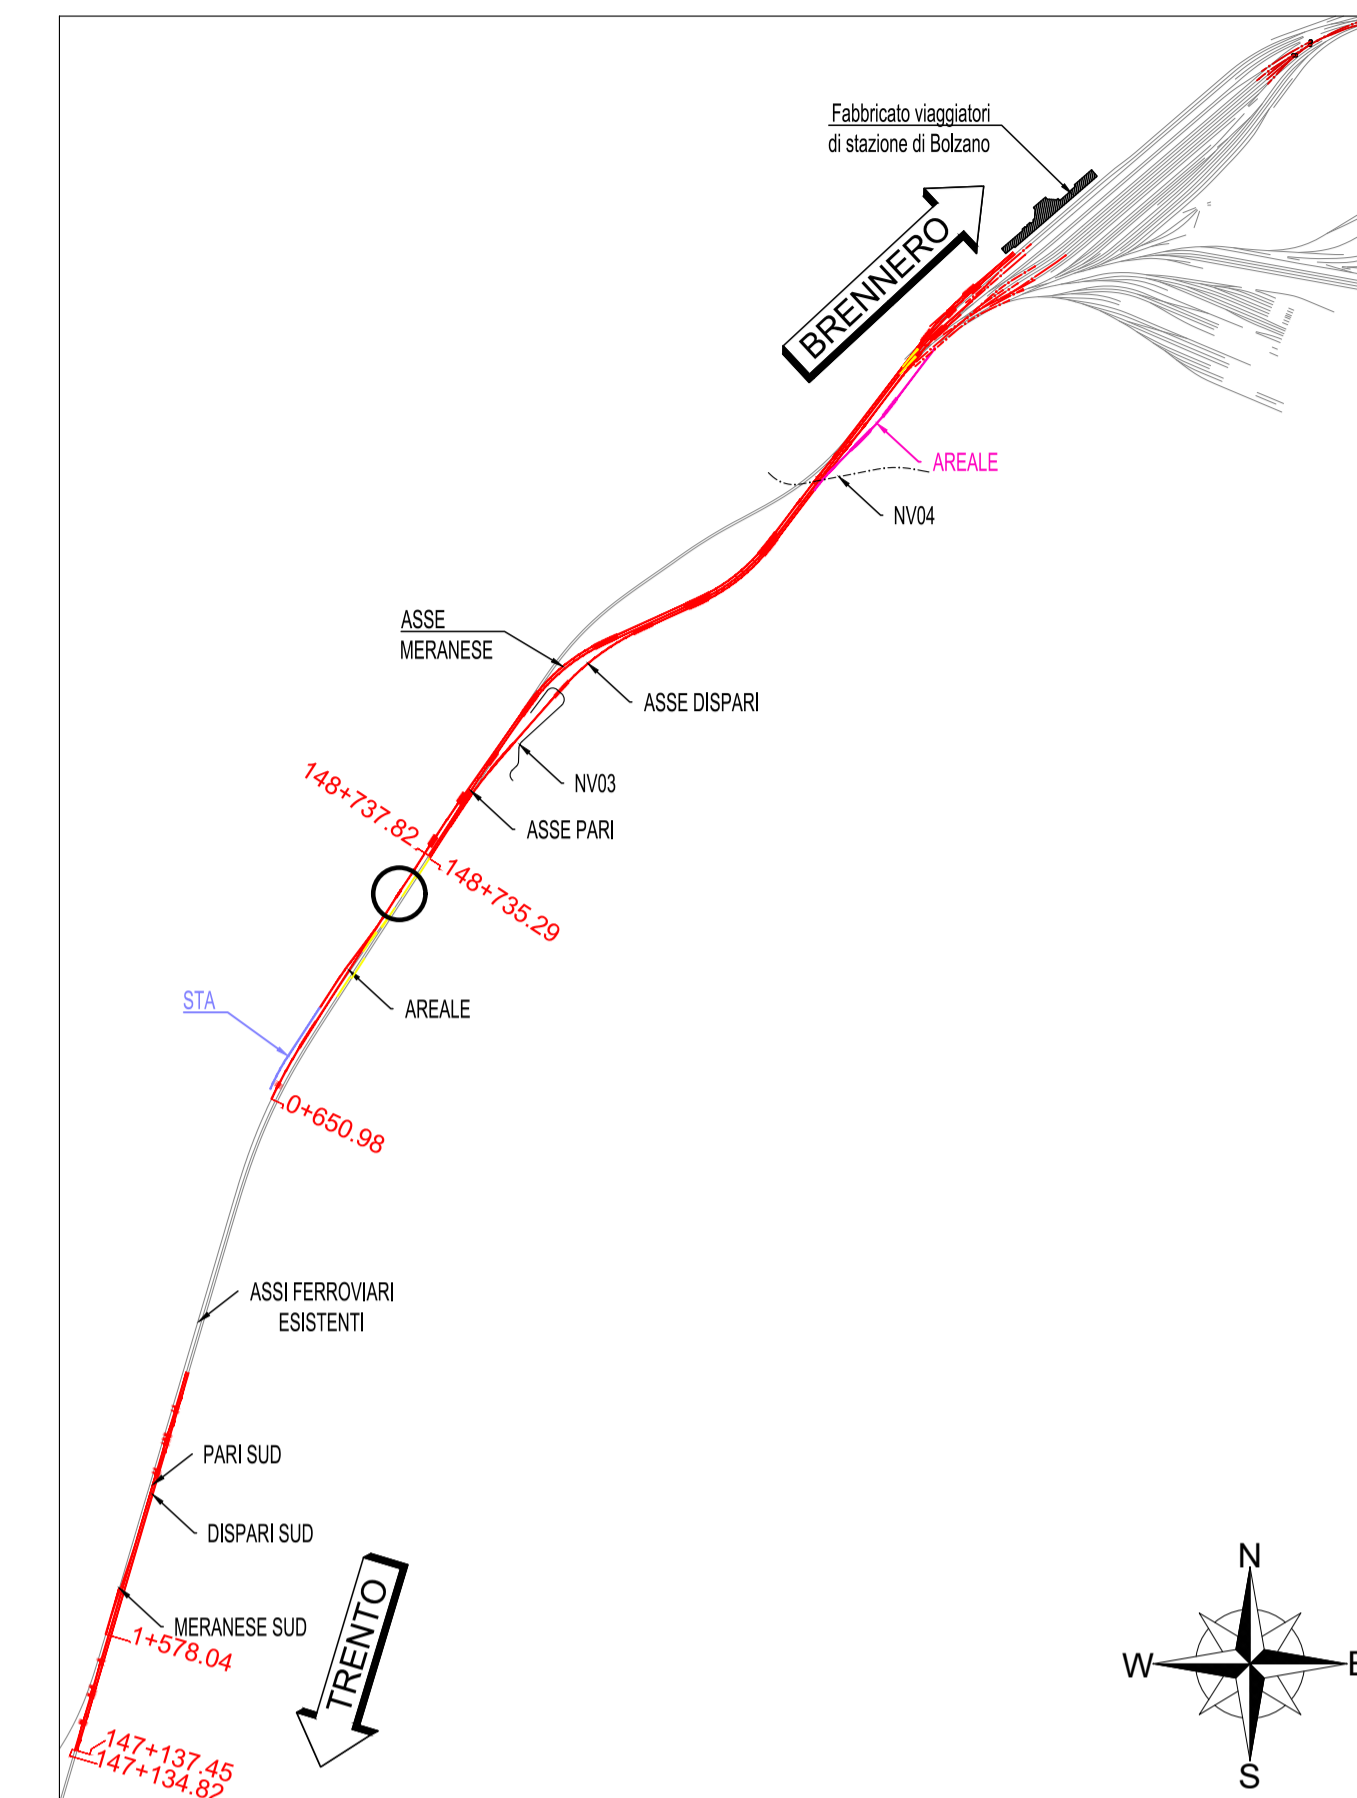 Fabbricato viaggiatori
di stazione di Bolzano
BRENNERO
AREALE
NV04
ASSE
MERANESE
ASSE DISPARI
NV03
148+737.82
ASSE PARI
148+735.29
STA
AREALE
0+650.98
ASSI FERROVIARI
ESISTENTI
PARI SUD
DISPARI SUD
MERANESE SUD
1+578.04
TRENTO
147+137.45
147+134.82
N
W
E
S